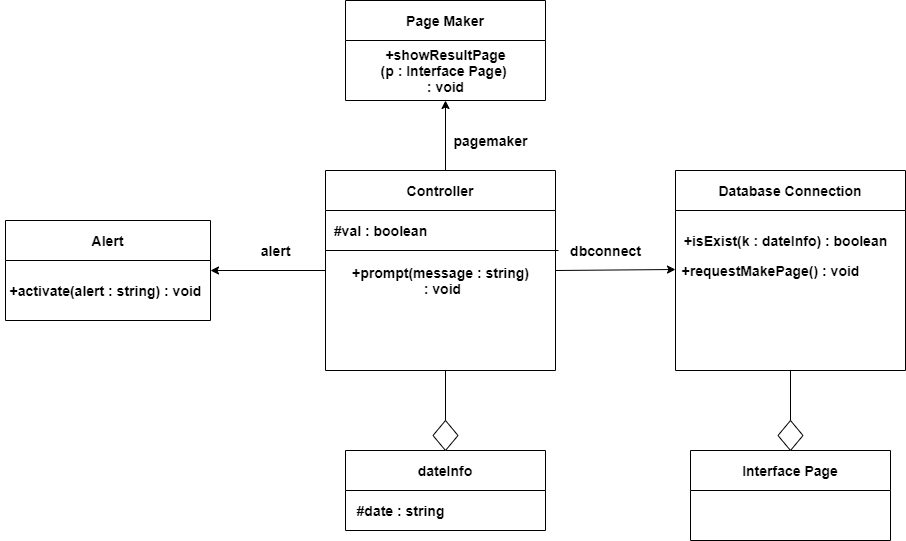 Page Maker
+showResultPage
(p : Interface Page)
: void
pagemaker
Controller
#val : boolean
+prompt(message : string)
: void
Database Connection
+isExist(k : dateInfo) : boolean
+requestMakePage() : void
Alert
+activate(alert : string) : void
alert
dbconnect
dateInfo
#date : string
Interface Page